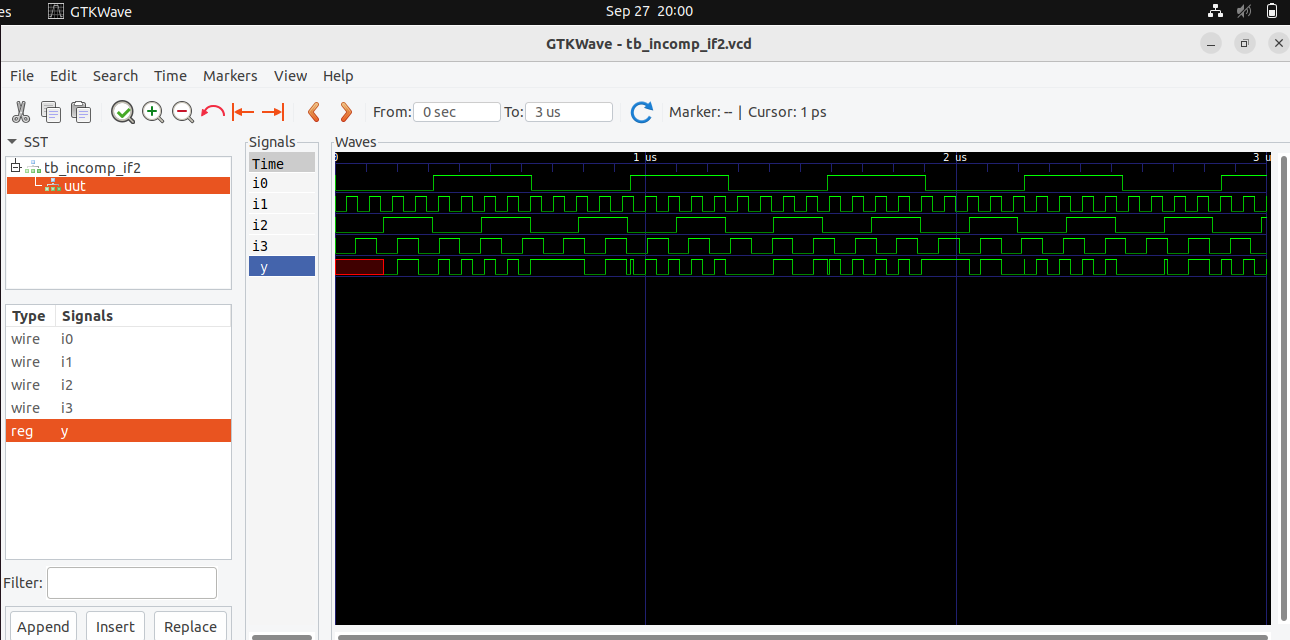 es GTKWave Sep 27 20:00
GTKWave - tb_incomp_if2.vcd
File Edit Search Time Markers View Help
From: 0 sec To: 3 us Marker: -- | Cursor: 1 ps
SST
Signals
Waves
tb_incomp_if2
uut
Time
i0
i1
i2
i3
y
0 1 us 2 us 3 u
Type Signals
wire i0
wire i1
wire i2
wire i3
reg y
Filter:
Append Insert Replace